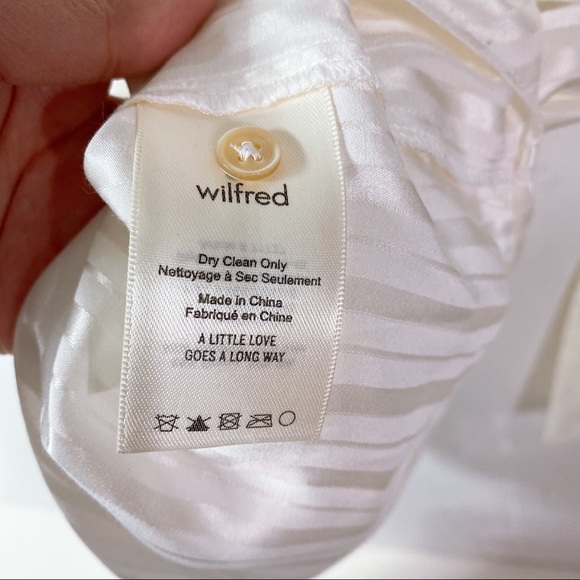 wilfred
Dry Clean Only
Nettoyage à Sec Seulement
Made in China
Fabriqué en Chine
A LITTLE LOVE
GOES A LONG WAY